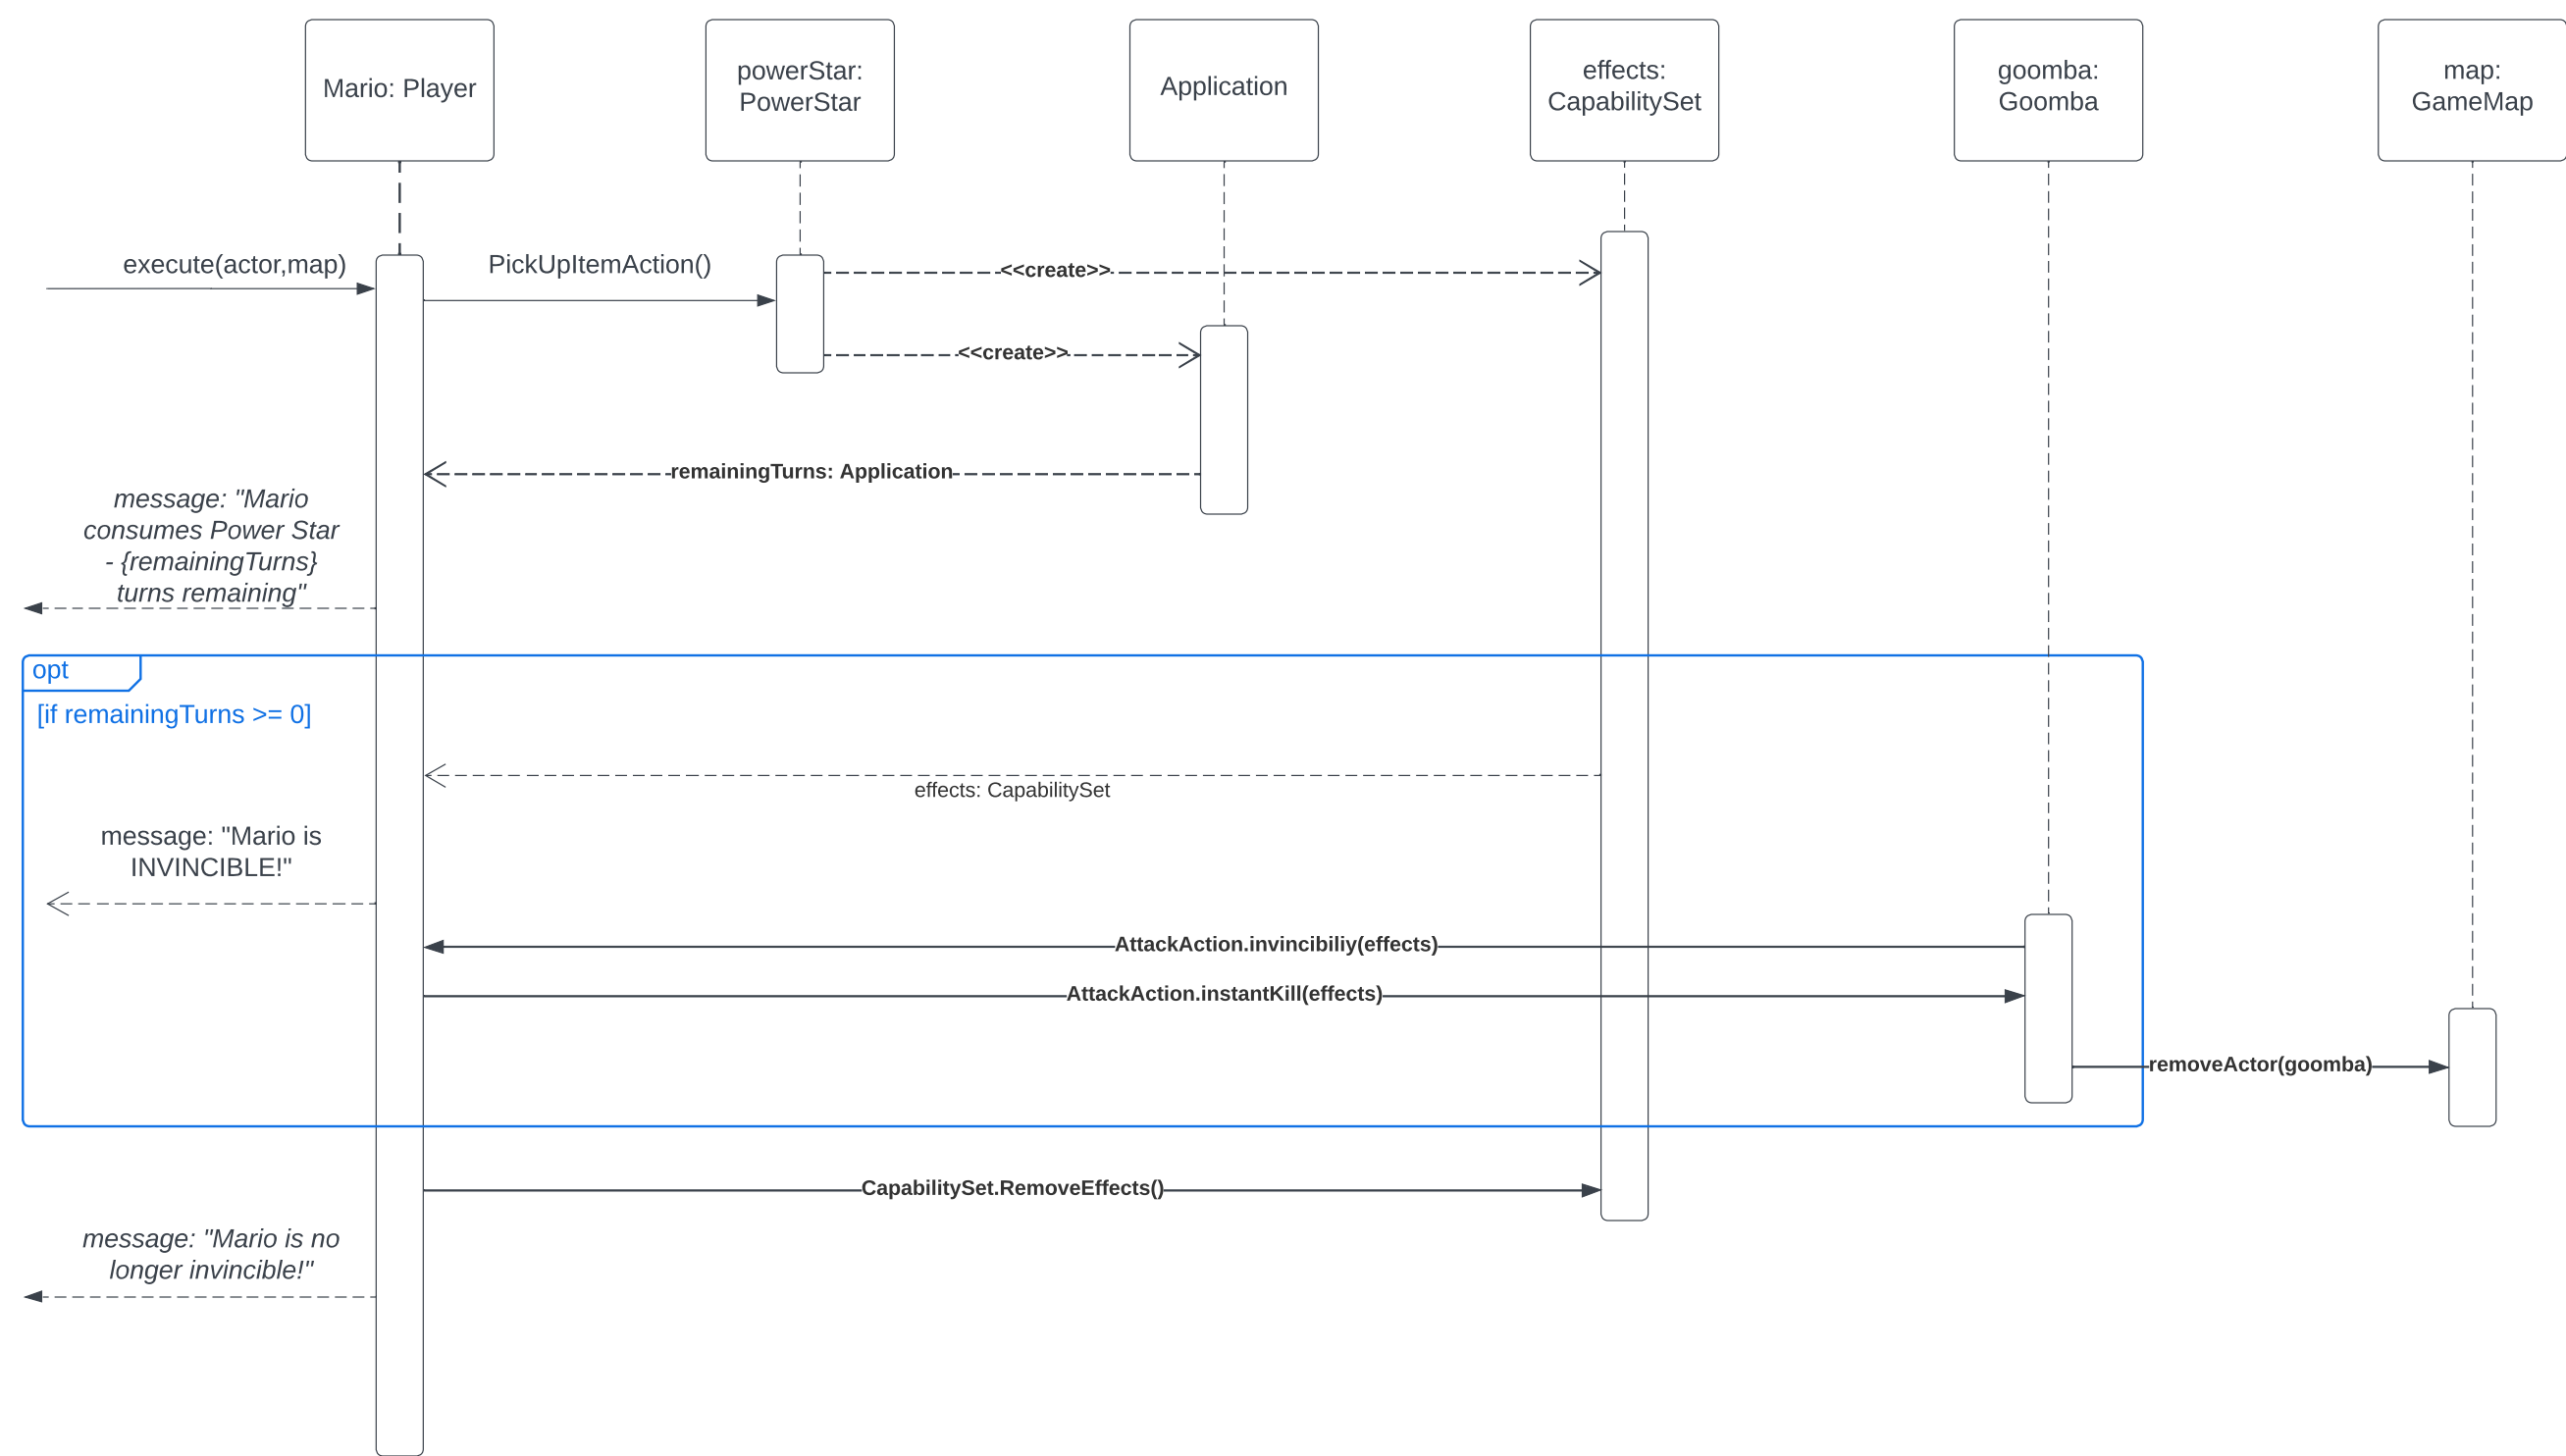 Mario: Player
powerStar:
PowerStar
Application
effects:
CapabilitySet
goomba:
Goomba
map:
GameMap
execute(actor,map)
PickUpItemAction()
<<create>>
<<create>>
remainingTurns: Application
message: "Mario
consumes Power Star
- {remainingTurns}
turns remaining"
opt
[if remainingTurns >= 0]
effects: CapabilitySet
message: "Mario is
INVINCIBLE!"
AttackAction.invincibiliy(effects)
AttackAction.instantKill(effects)
removeActor(goomba)
CapabilitySet.RemoveEffects()
message: "Mario is no
longer invincible!"